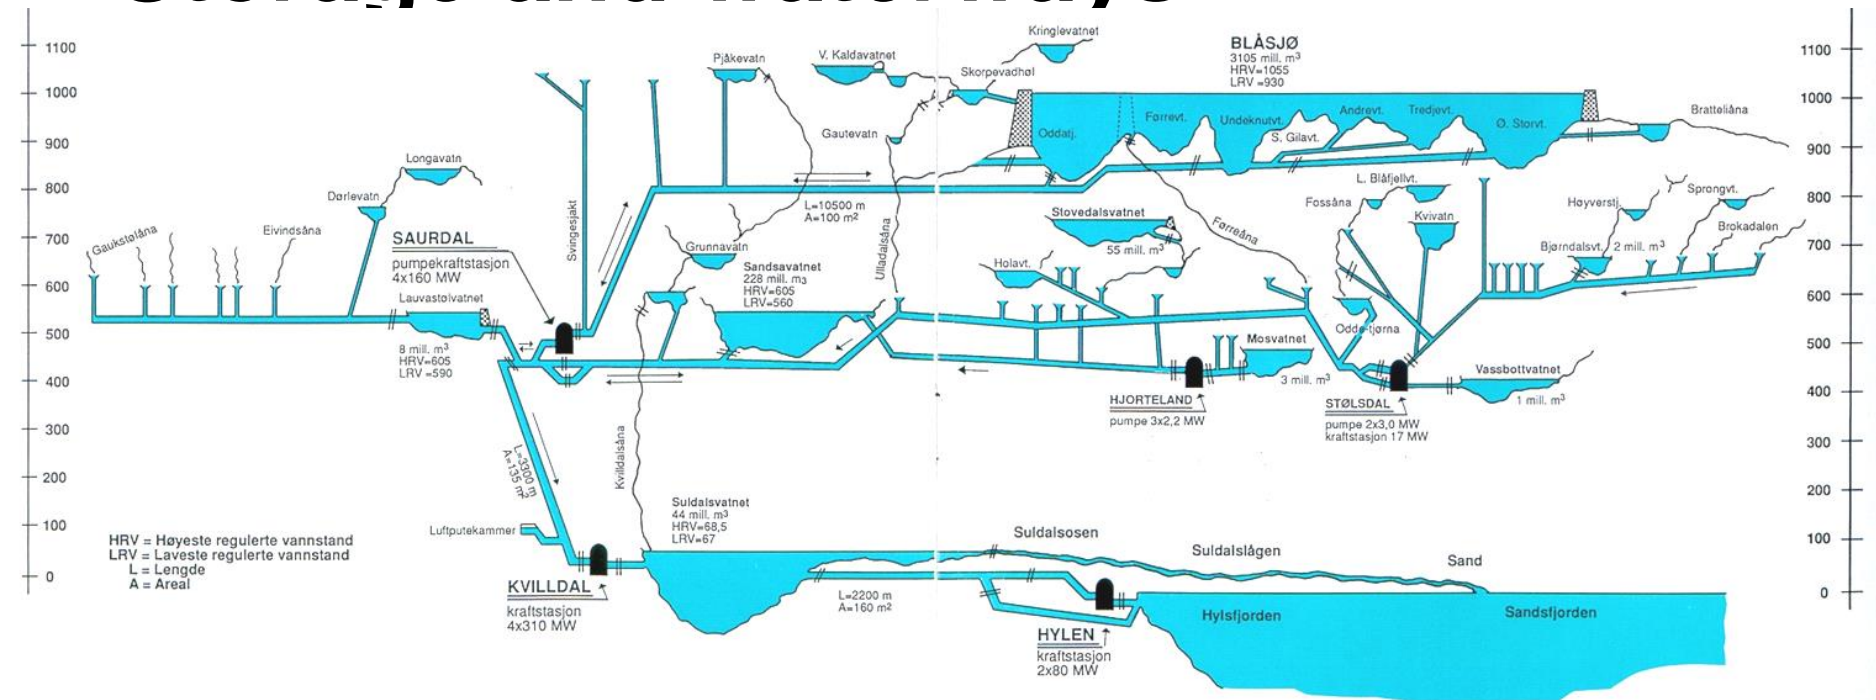 Storage and waterways
1100
1000
900
800
700
600
500
400
300
200
100
0
Gaukstølåna
Eivindsåna
Dørlevatn
Longavatn
SAURDAL
pumpekraftstasjon
4x160 MW
Lauvastølvatnet
8 mill. m³
HRV=605
LRV =590
Svingesjakt
Pjåkevatn
V. Kaldavatnet
Kringlevatnet
Skorpevadhøl
Gautevatn
BLÅSJØ
3105 mill. m³
HRV=1055
LRV =930
Oddatj.
Førrevt.
Undeknutvt.
S. Gilavt.
Andrevt.
Tredjevt.
Ø. Storvt.
Bratteliåna
L=10500 m
A=100 m²
Grunnavatn
Sandsavatnet
228 mill. m₃
HRV=605
LRV=560
Ulladalsåna
Stovedalsvatnet
55 mill. m³
Holavt.
Førreåna
L. Blåfjellvt.
Fossåna
Kvivatn
Høyverstj.
Sprongvt.
Brokadalen
Bjørndalsvt.
2 mill. m³
Odde-tjørna
Mosvatnet
3 mill. m³
HJORTELAND
pumpe 3x2,2 MW
STØLSDAL
pumpe 2x3,0 MW
kraftstasjon 17 MW
Vassbottvatnet
1 mill. m³
1100
1000
900
800
700
600
500
400
300
200
100
0
L=3300 m
A=135 m²
Kvilldalsåna
Luftputekammer
HRV = Høyeste regulerte vannstand
LRV = Laveste regulerte vannstand
L = Lengde
A = Areal
KVILLDAL
kraftstasjon
4x310 MW
Suldalsvatnet
44 mill. m³
HRV=68,5
LRV=67
L=2200 m
A=160 m²
Suldalsosen
Suldalslågen
Sand
HYLEN
kraftstasjon
2x80 MW
Hylsfjorden
Sandsfjorden